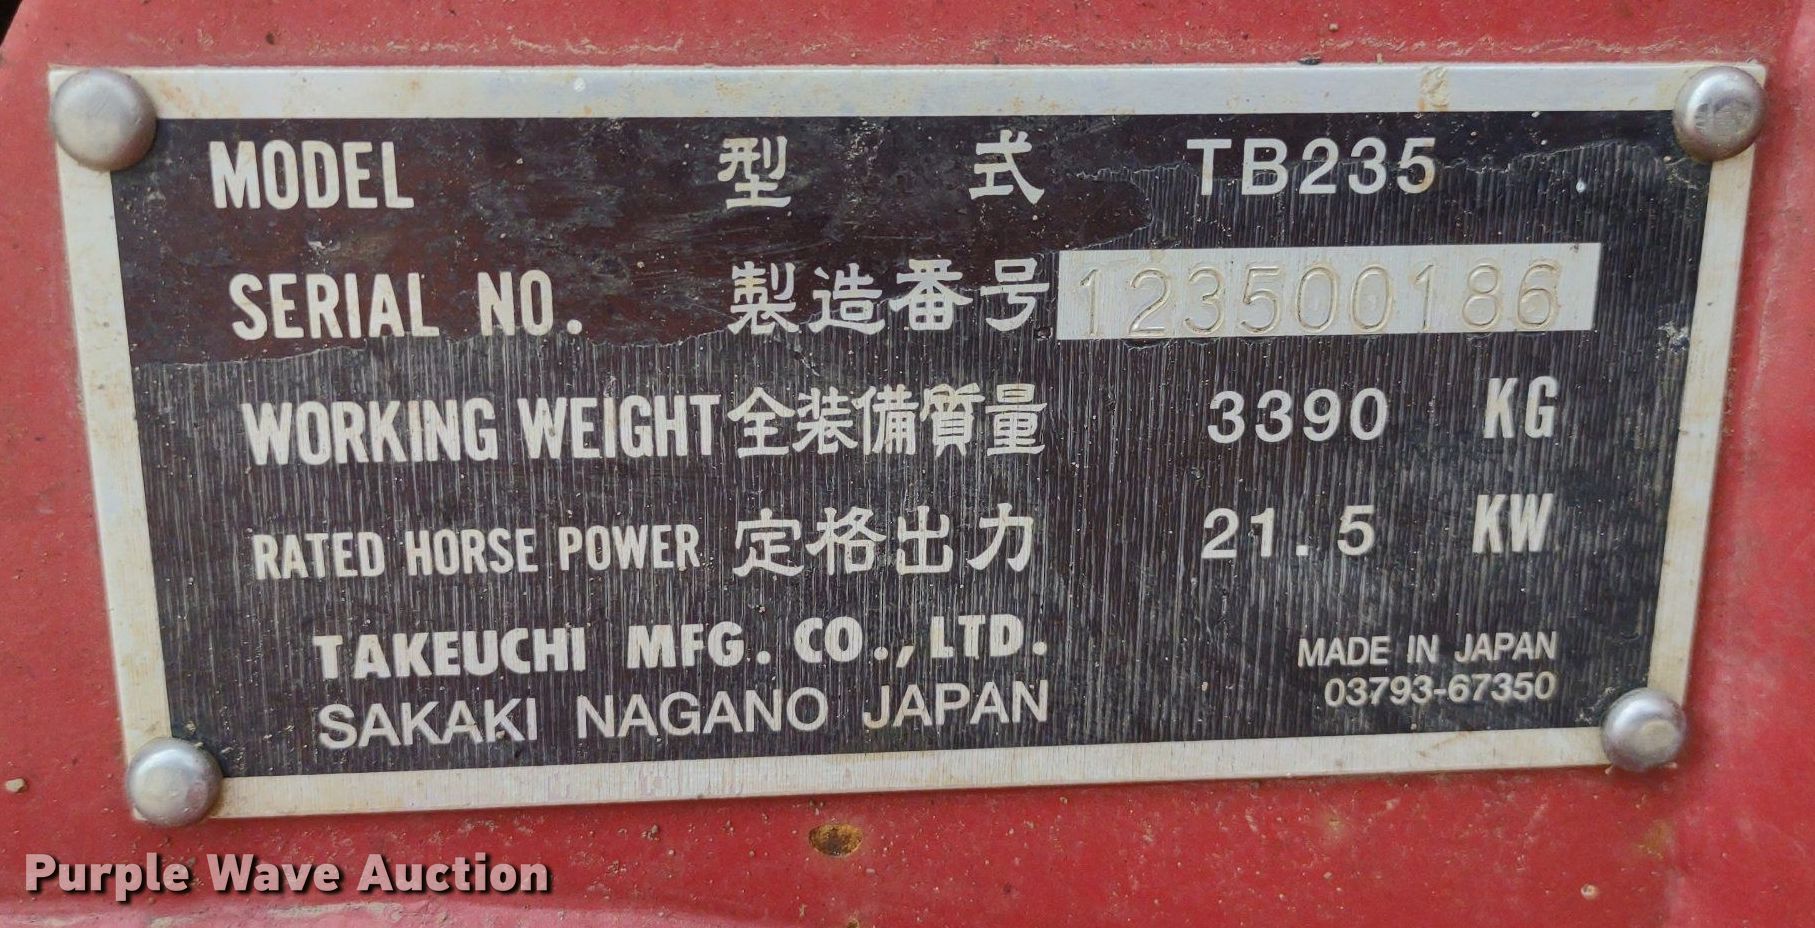 MODEL 型式 TB235
SERIAL NO. 製造番号 123500186
WORKING WEIGHT 全装備質量 3390 KG
RATED HORSE POWER 定格出力 21.5 KW
TAKEUCHI MFG. CO., LTD.
SAKAKI NAGANO JAPAN
MADE IN JAPAN
03793-67350
Purple Wave Auction